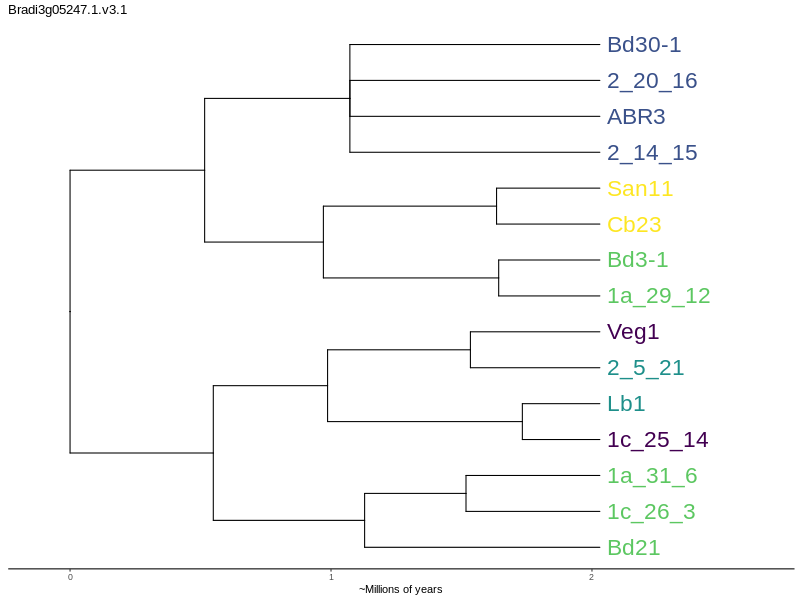 Bradi3g05247.1.v3.1
Bd30-1
2_20_16
ABR3
2_14_15
San11
Cb23
Bd3-1
1a_29_12
Veg1
2_5_21
Lb1
1c_25_14
1a_31_6
1c_26_3
Bd21
0 1 2
~Millions of years